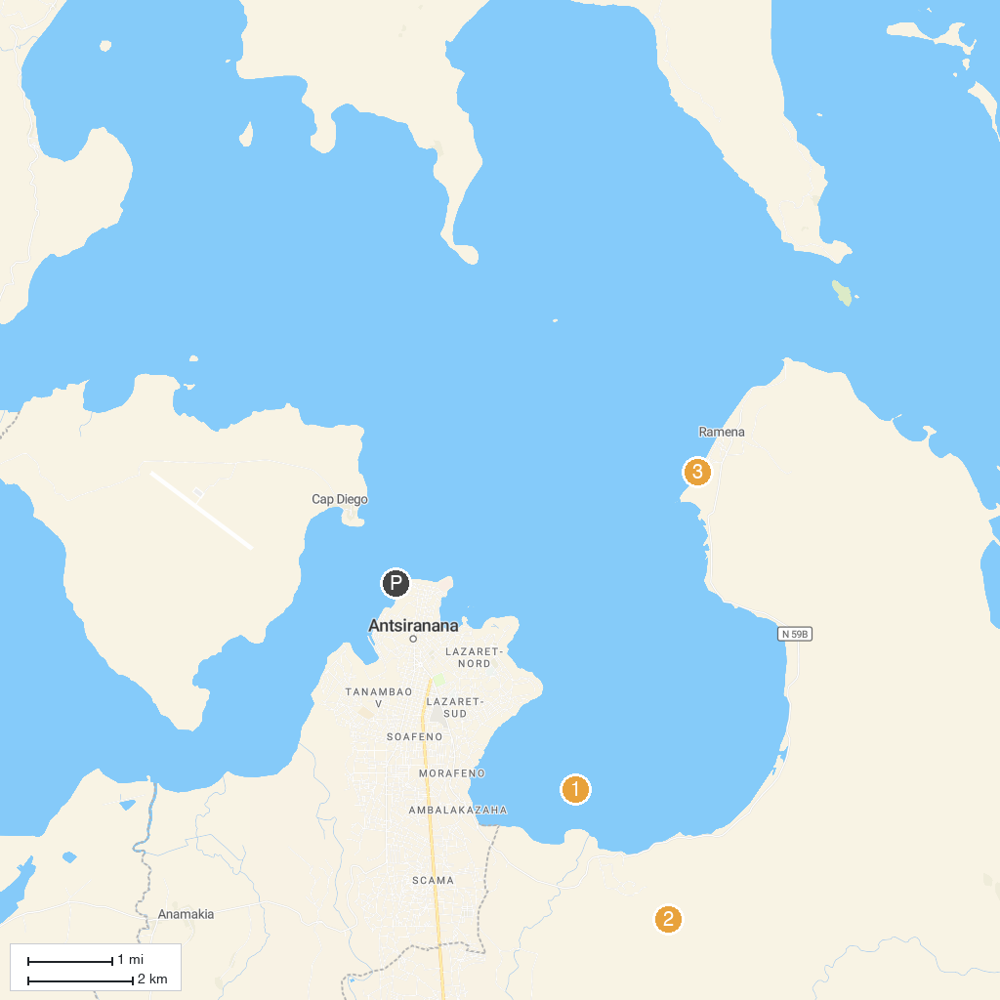 Ramena
3
Cap Diego
P
Antsiranana
N 59B
LAZARET-
NORD
TANAMBAO
V
LAZARET-
SUD
SOAFENO
MORAFENO
1
AMBALAKAZAHA
SCAMA
Anamakia
2
1 mi
2 km